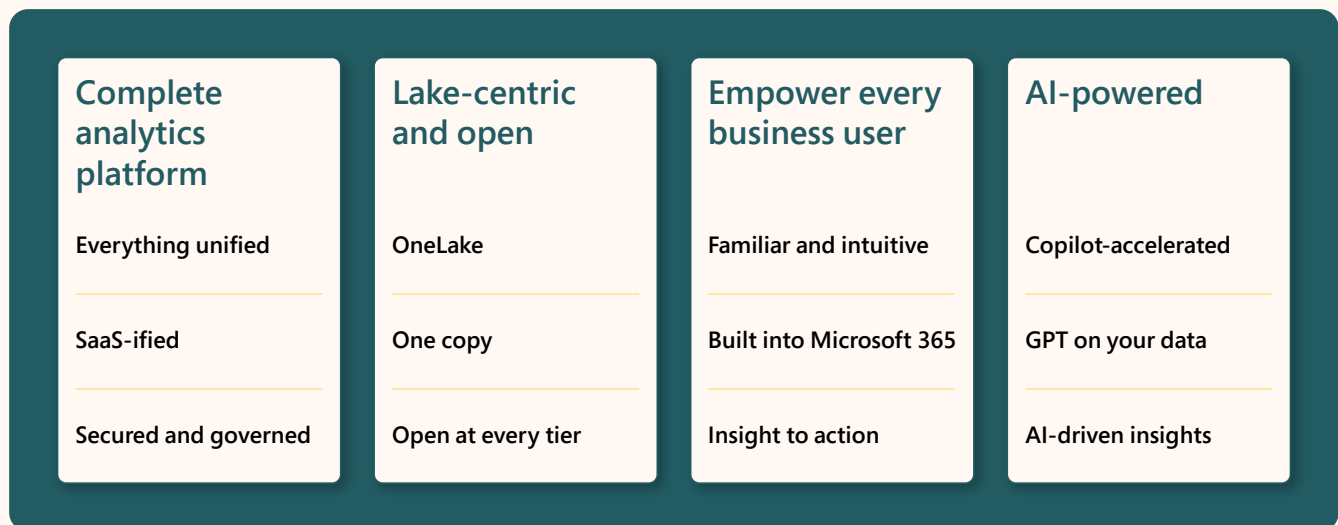 Complete
analytics
platform
Everything unified
SaaS-ified
Secured and governed
Lake-centric
and open
OneLake
One copy
Open at every tier
Empower every
business user
Familiar and intuitive
Built into Microsoft 365
Insight to action
AI-powered
Copilot-accelerated
GPT on your data
AI-driven insights